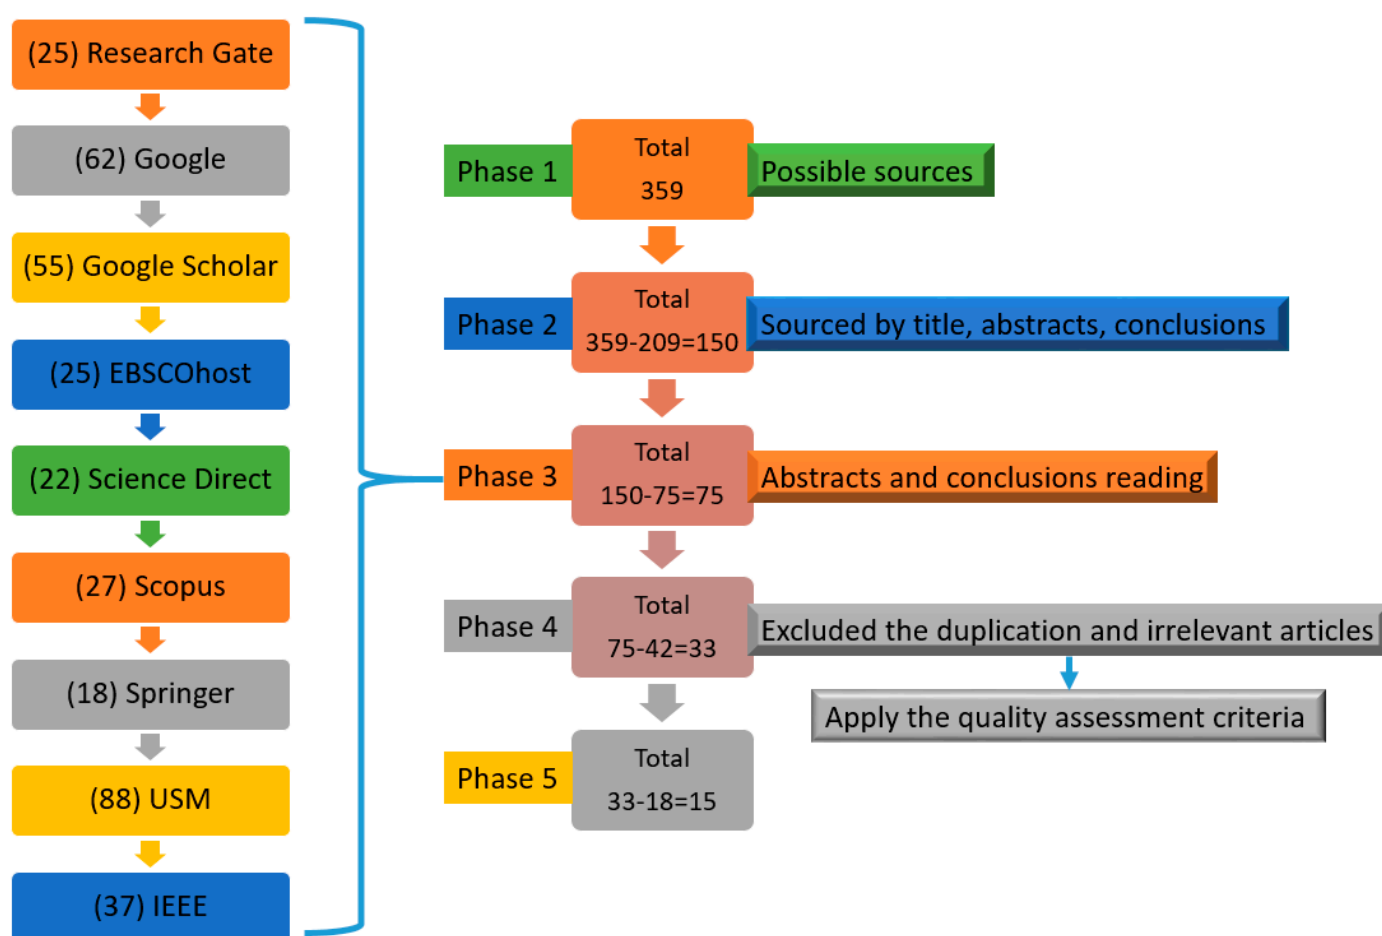 (25) Research Gate
(62) Google
(55) Google Scholar
(25) EBSCOhost
(22) Science Direct
(27) Scopus
(18) Springer
(88) USM
(37) IEEE
Phase 1
Total
359
Possible sources
Phase 2
Total
359-209=150
Sourced by title, abstracts, conclusions
Phase 3
Total
150-75=75
Abstracts and conclusions reading
Phase 4
Total
75-42=33
Excluded the duplication and irrelevant articles
Apply the quality assessment criteria
Phase 5
Total
33-18=15